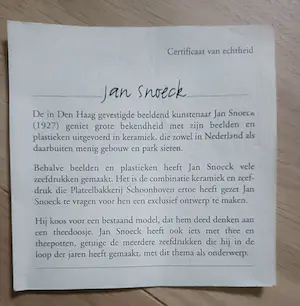 Certificaat van echtheid
Jan Snoeck
De in Den Haag gevestigde beeldend kunstenaar Jan Snoeck
(1927) geniet grote bekendheid met zijn beelden en
plastieken uitgevoerd in keramiek, die zowel in Nederland als
daarbuiten menig gebouw en park sieren.
Behalve beelden en plastieken heeft Jan Snoeck vele
zeefdrukken gemaakt. Het is de combinatie keramiek en zeef-
druk die Plateelbakkerij Schoonhoven ertoe heeft gezet Jan
Snoeck te vragen voor hen een exclusief ontwerp te maken.
Hij koos voor een bestaand model, dat hem deed denken aan
een theedoosje. Jan Snoeck heeft ook iets met thee en
theepotten, getuige de meerdere zeefdrukken die hij in de
loop der jaren heeft gemaakt, met dit thema als onderwerp.